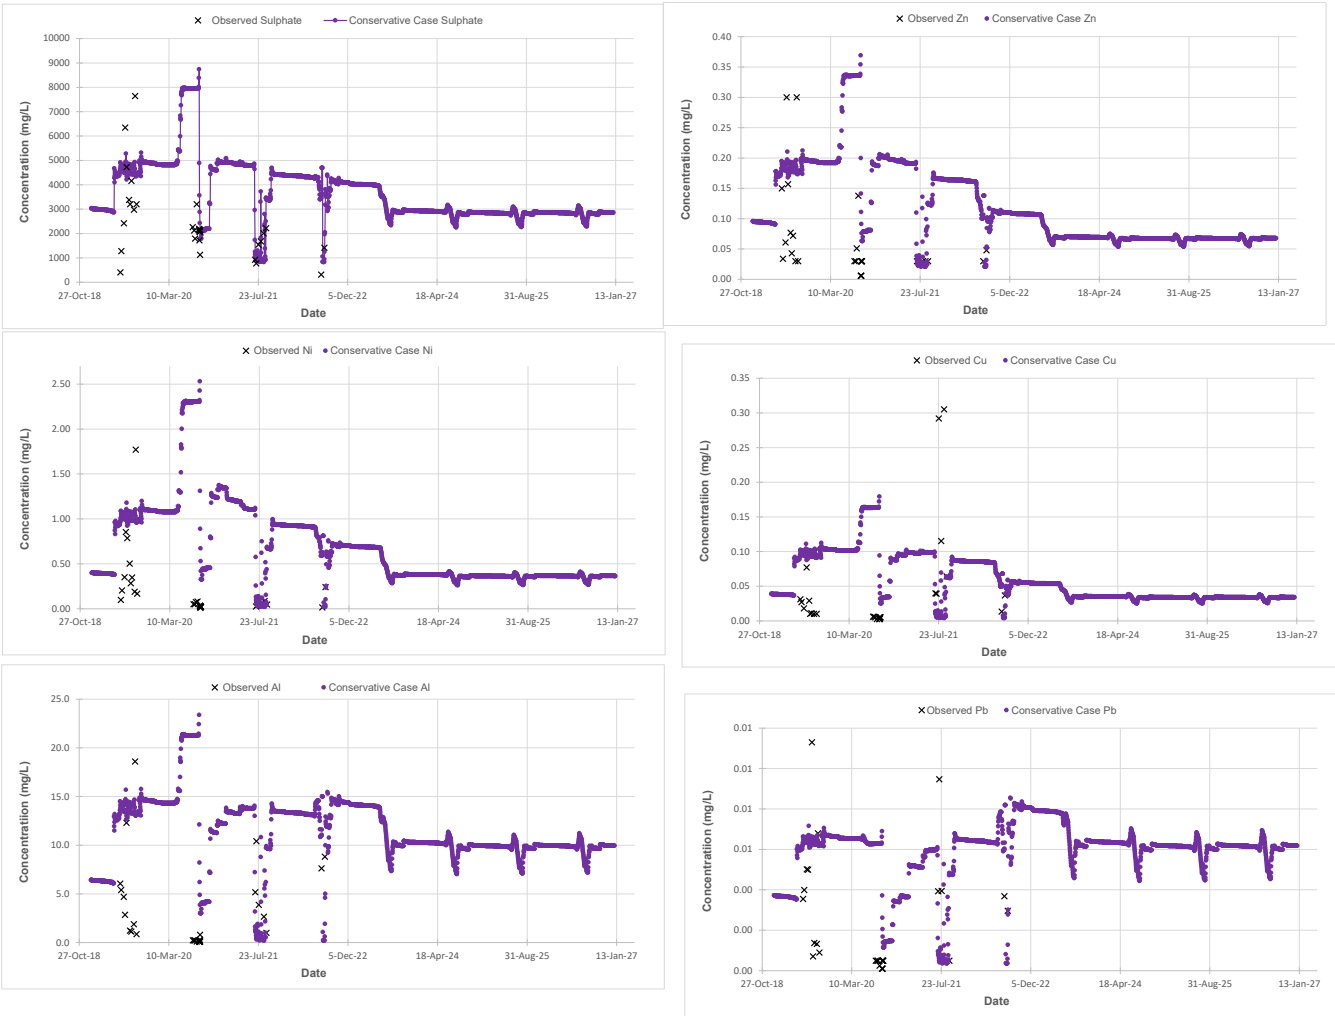 Observed Sulphate Conservative Case Sulphate
10000
9000
8000
7000
6000
5000
4000
3000
2000
1000
0
Concentratiion (mg/L)
27-Oct-18 10-Mar-20 23-Jul-21 5-Dec-22 18-Apr-24 31-Aug-25 13-Jan-27
Date
Observed Zn Conservative Case Zn
0.40
0.35
0.30
0.25
0.20
0.15
0.10
0.05
0.00
Concentratiion (mg/L)
27-Oct-18 10-Mar-20 23-Jul-21 5-Dec-22 18-Apr-24 31-Aug-25 13-Jan-27
Date
Observed Ni Conservative Case Ni
2.50
2.00
1.50
1.00
0.50
0.00
Concentratiion (mg/L)
27-Oct-18 10-Mar-20 23-Jul-21 5-Dec-22 18-Apr-24 31-Aug-25 13-Jan-27
Date
Observed Cu Conservative Case Cu
0.35
0.30
0.25
0.20
0.15
0.10
0.05
0.00
Concentratiion (mg/L)
27-Oct-18 10-Mar-20 23-Jul-21 5-Dec-22 18-Apr-24 31-Aug-25 13-Jan-27
Date
Observed Al Conservative Case Al
25.0
20.0
15.0
10.0
5.0
0.0
Concentratiion (mg/L)
27-Oct-18 10-Mar-20 23-Jul-21 5-Dec-22 18-Apr-24 31-Aug-25 13-Jan-27
Date
Observed Pb Conservative Case Pb
0.01
0.01
0.01
0.01
0.00
0.00
0.00
Concentratiion (mg/L)
27-Oct-18 10-Mar-20 23-Jul-21 5-Dec-22 18-Apr-24 31-Aug-25 13-Jan-27
Date